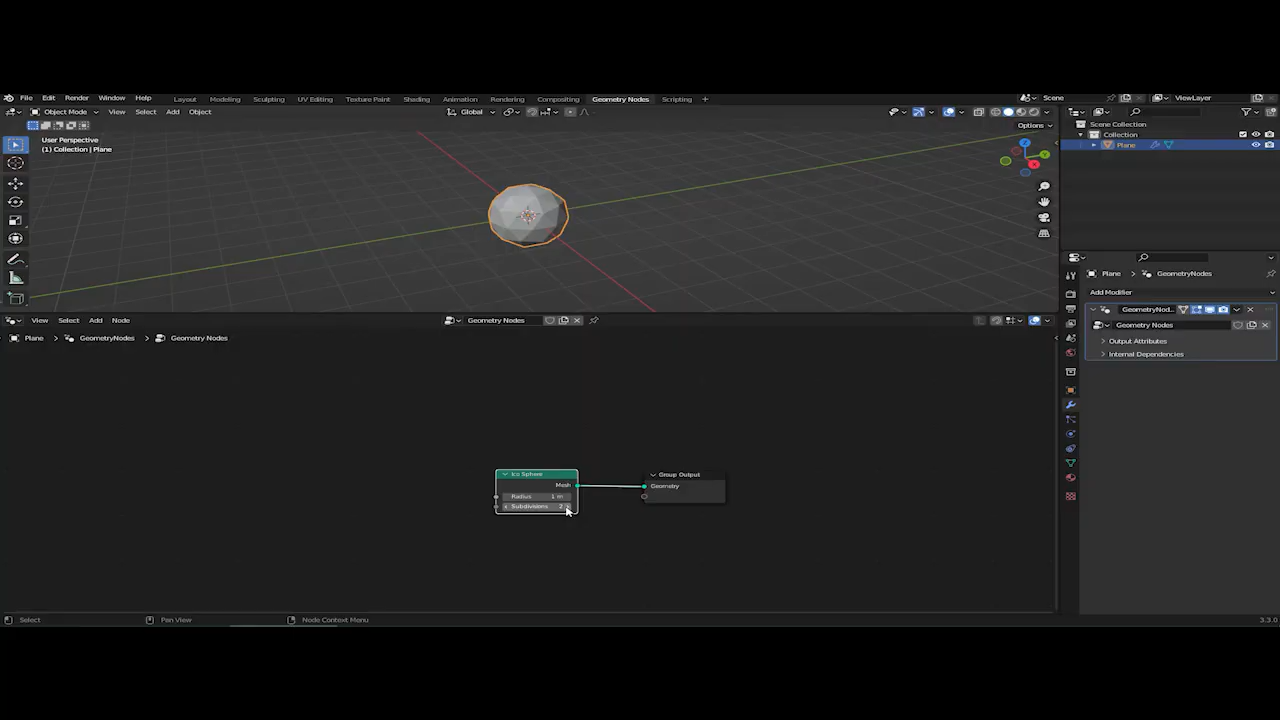 File Edit Render Window Help Layout Modeling Sculpting UV Editing Texture Paint Shading Animation Rendering Compositing Geometry Nodes Scripting + Scene ViewLayer
Object Mode View Select Add Object Global
Options
User Perspective
(1) Collection | Plane
Scene Collection
Collection
Plane
Z
Y
X
Plane > GeometryNodes
Add Modifier
GeometryNod..
Geometry Nodes
Output Attributes
Internal Dependencies
View Select Add Node Geometry Nodes
Plane > GeometryNodes > Geometry Nodes
Ico Sphere
Mesh
Radius 1 m
Subdivisions 2
Group Output
Geometry
Select Pan View Node Context Menu 3.3.0